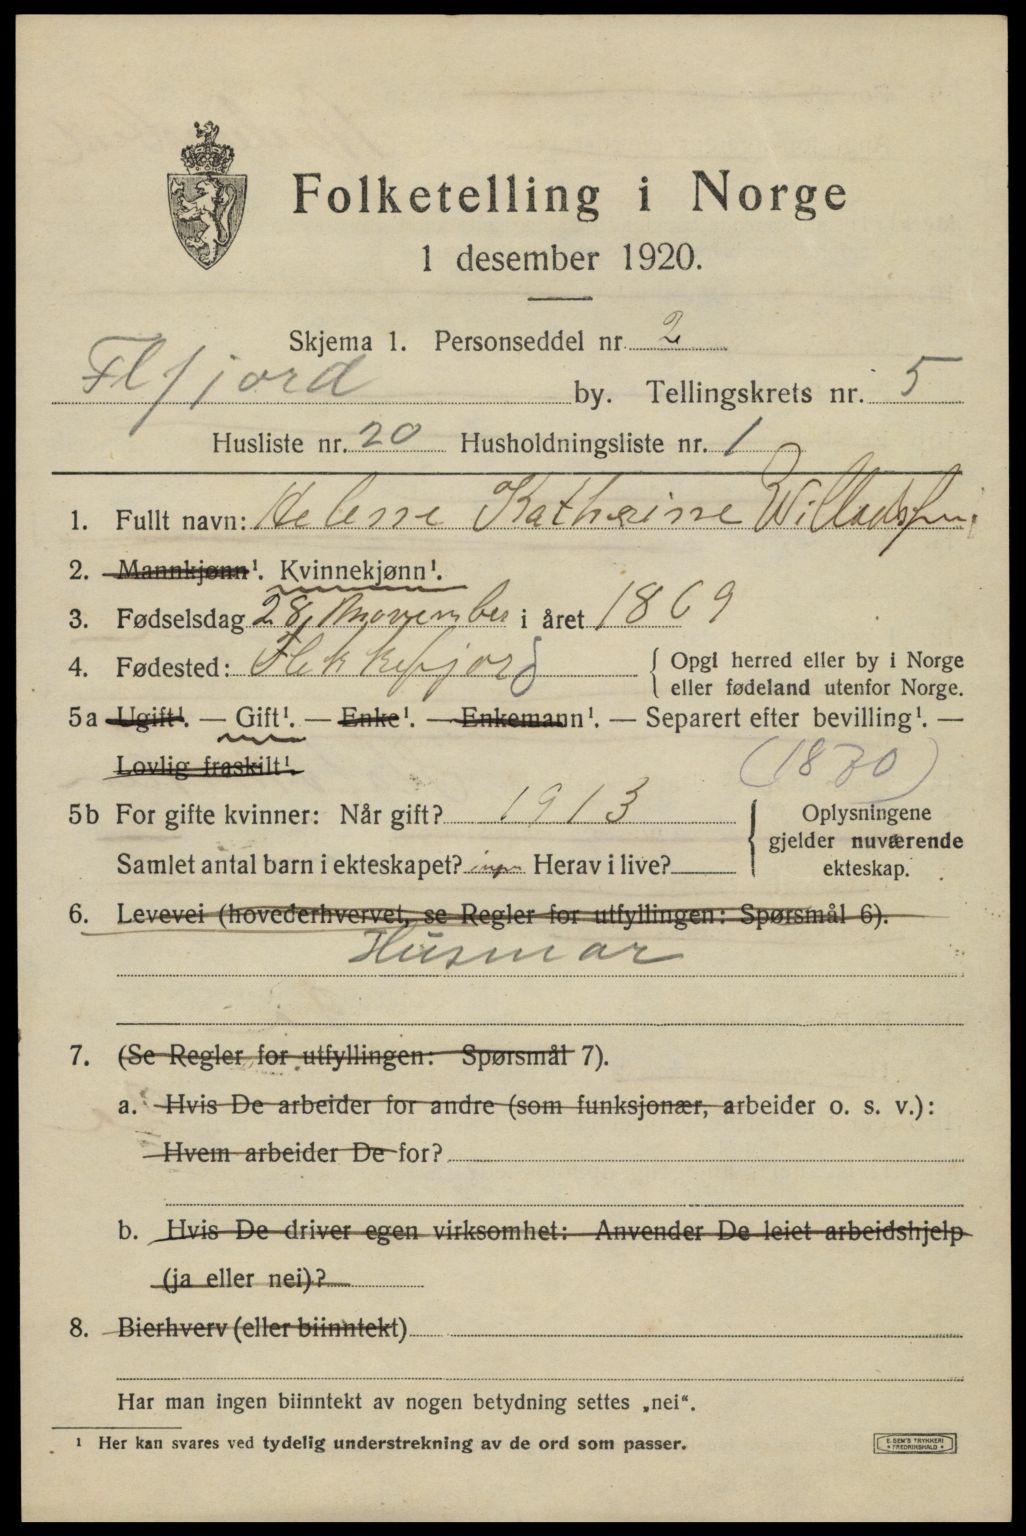 Folketelling i Norge
1 desember 1920.
Skjema 1. Personseddel nr. 2
Flfjord by. Tellingskrets nr. 5
Husliste nr. 20 Husholdningsliste nr. 1
1. Fullt navn: Helene Kathrine Willadsen
2. Mannkjønn¹. Kvinnekjønn¹.
3. Fødselsdag 28 November i året 1869
4. Fødested: Flekkefjord { Opgi herred eller by i Norge
eller fødeland utenfor Norge.
5a Ugift¹. — Gift¹. — Enke¹. — Enkemann¹. — Separert efter bevilling¹. —
Lovlig fraskilt¹.
(1830)
5b For gifte kvinner: Når gift? 1913 { Oplysningene
gjelder nuværende
ekteskap.
Samlet antal barn i ekteskapet? ingen Herav i live?
6. Levevei (hovederhvervet, se Regler for utfyllingen: Spørsmål 6).
Husmor
7. (Se Regler for utfyllingen: Spørsmål 7).
a. Hvis De arbeider for andre (som funksjonær, arbeider o. s. v.):
Hvem arbeider De for?
b. Hvis De driver egen virksomhet: Anvender De leiet arbeidshjelp
(ja eller nei)?
8. Bierhverv (eller biinntekt)
Har man ingen biinntekt av nogen betydning settes „nei“.
¹ Her kan svares ved tydelig understrekning av de ord som passer.
E. SEM'S TRYKKERI
• FREDRIKSHALD •